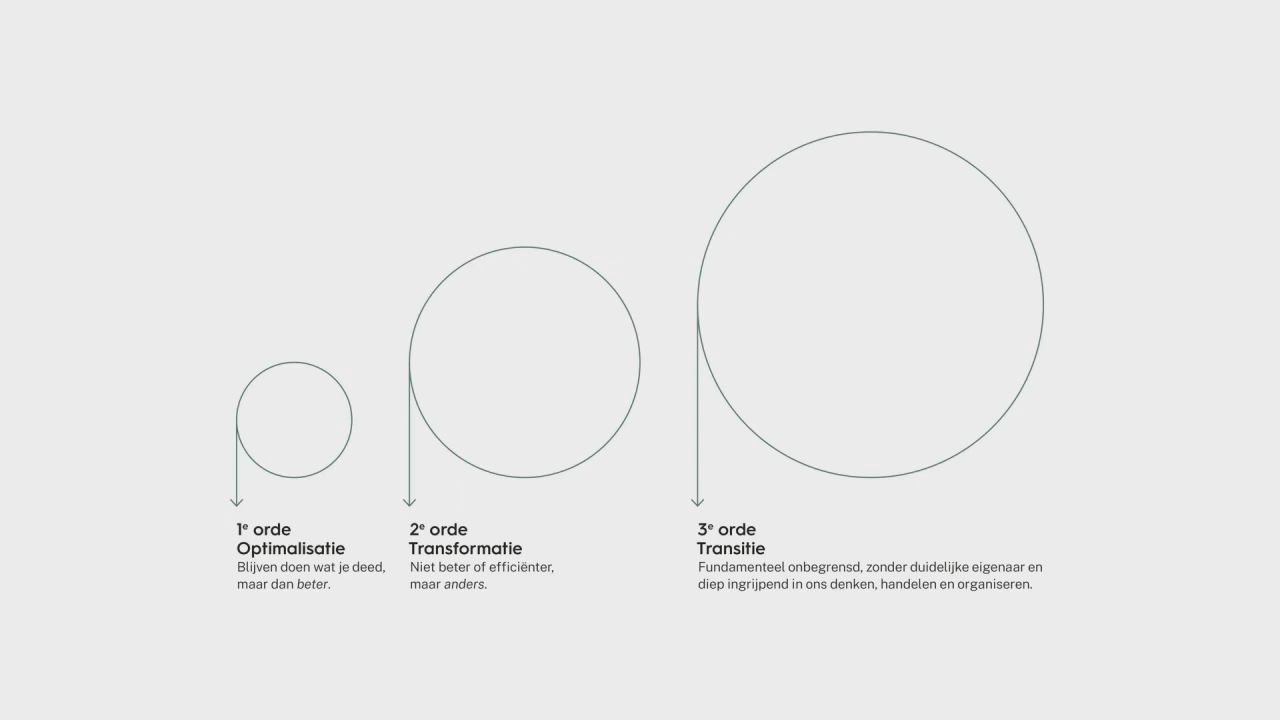 1e orde
Optimalisatie
Blijven doen wat je deed,
maar dan beter.
2e orde
Transformatie
Niet beter of efficiënter,
maar anders.
3e orde
Transitie
Fundamenteel onbegrensd, zonder duidelijke eigenaar en
diep ingrijpend in ons denken, handelen en organiseren.